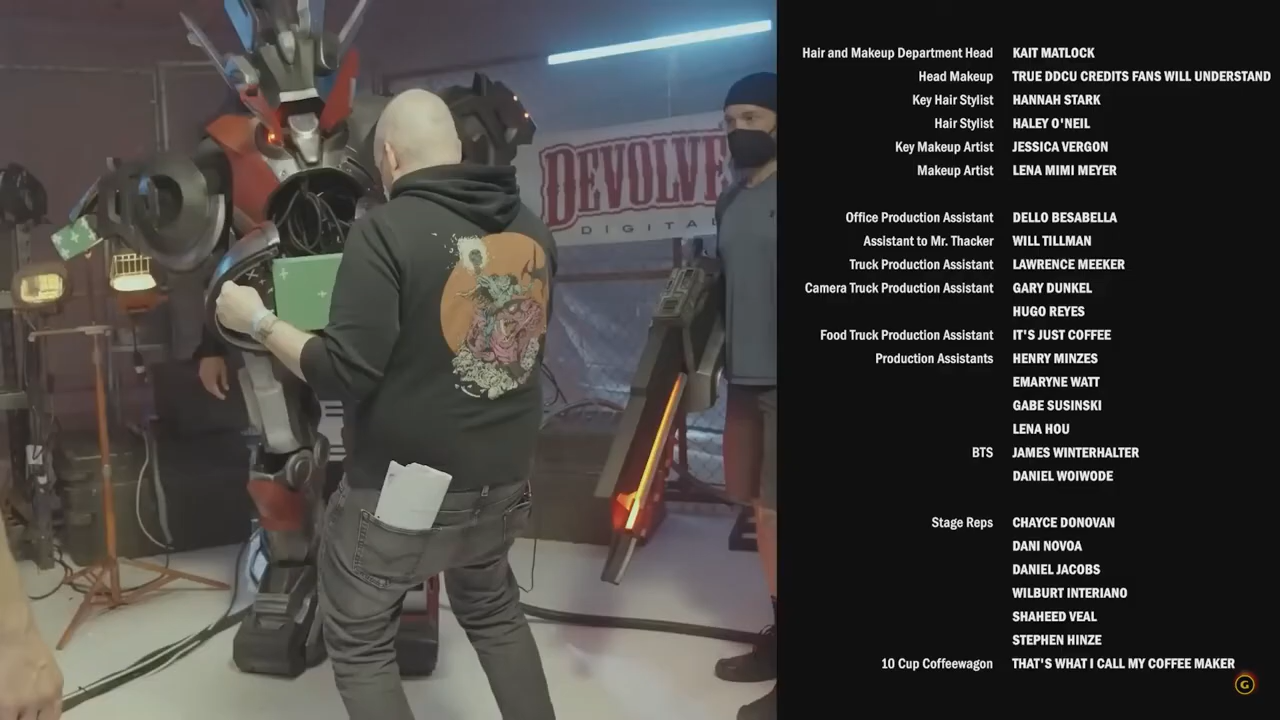 DEVOLVE
DIGITAL
Hair and Makeup Department Head KAIT MATLOCK
Head Makeup TRUE DDCU CREDITS FANS WILL UNDERSTAND
Key Hair Stylist HANNAH STARK
Hair Stylist HALEY O'NEIL
Key Makeup Artist JESSICA VERGON
Makeup Artist LENA MIMI MEYER
Office Production Assistant DELLO BESABELLA
Assistant to Mr. Thacker WILL TILLMAN
Truck Production Assistant LAWRENCE MEEKER
Camera Truck Production Assistant GARY DUNKEL
HUGO REYES
Food Truck Production Assistant IT'S JUST COFFEE
Production Assistants HENRY MINZES
EMARYNE WATT
GABE SUSINSKI
LENA HOU
BTS JAMES WINTERHALTER
DANIEL WOIWODE
Stage Reps CHAYCE DONOVAN
DANI NOVOA
DANIEL JACOBS
WILBURT INTERIANO
SHAHEED VEAL
STEPHEN HINZE
10 Cup Coffeewagon THAT'S WHAT I CALL MY COFFEE MAKER
G